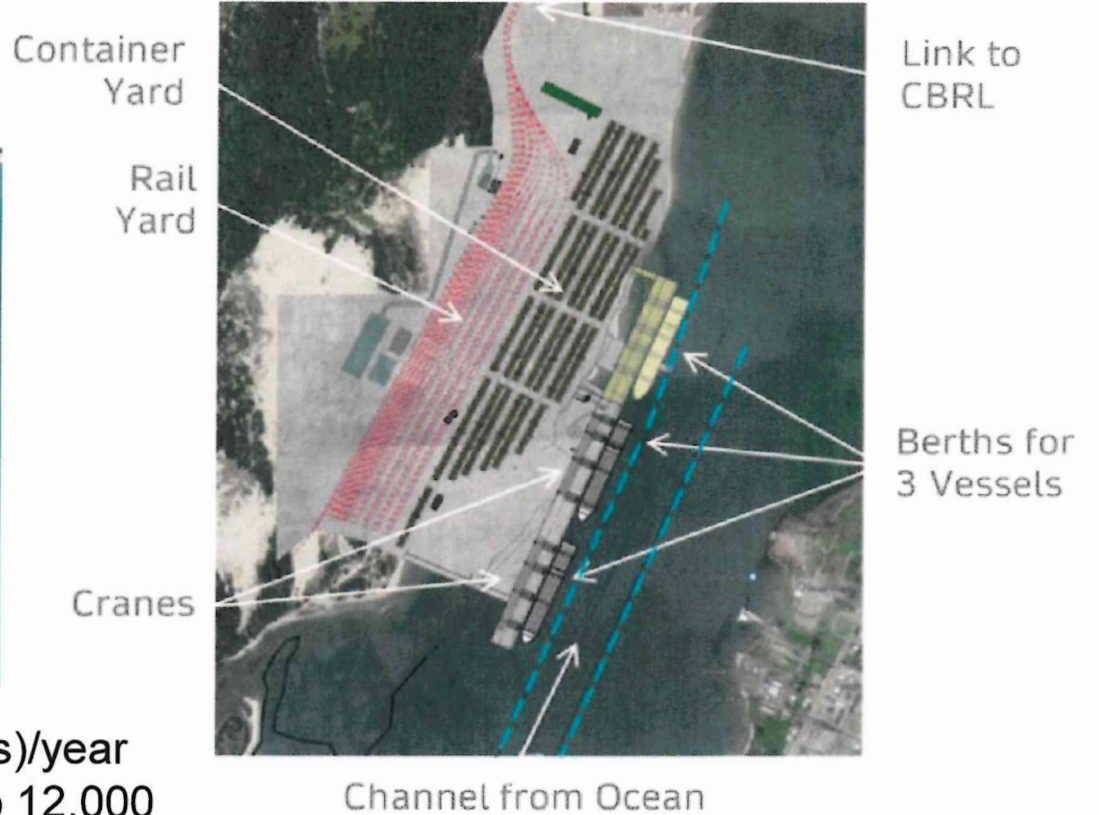 Container
Yard
Link to
CBRL
Rail
Yard
Berths for
3 Vessels
Cranes
s)/year
12,000
Channel from Ocean